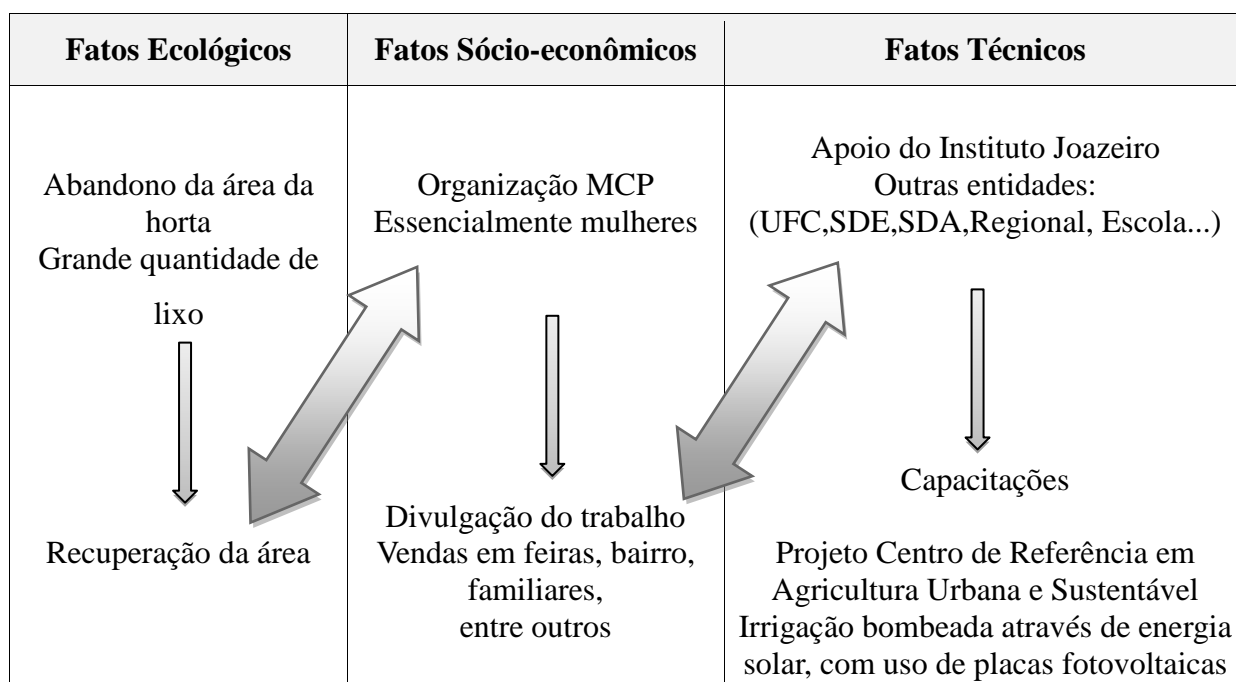 Fatos Ecológicos
Fatos Sócio-econômicos
Fatos Técnicos
Abandono da área da
horta
Grande quantidade de
lixo
Recuperação da área
Organização MCP
Essencialmente mulheres
Divulgação do trabalho
Vendas em feiras, bairro,
familiares,
entre outros
Apoio do Instituto Joazeiro
Outras entidades:
(UFC,SDE,SDA,Regional, Escola...)
Capacitações
Projeto Centro de Referência em
Agricultura Urbana e Sustentável
Irrigação bombeada através de energia
solar, com uso de placas fotovoltaicas